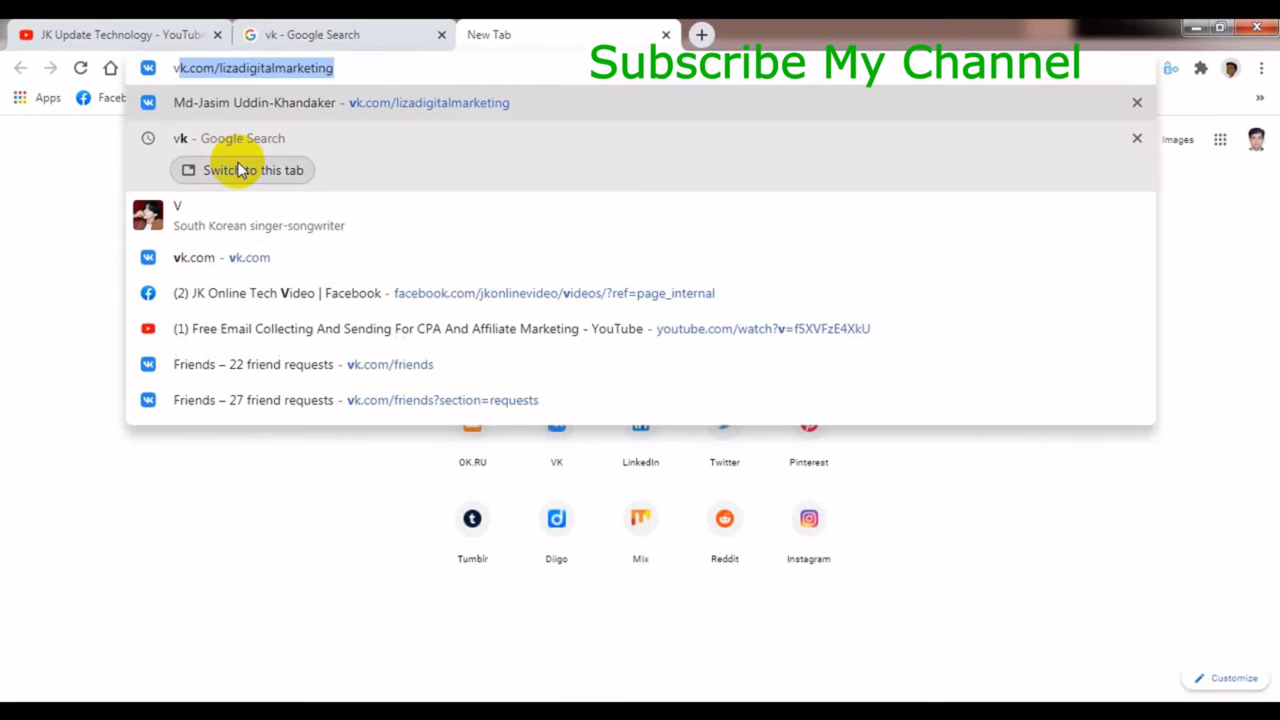 JK Update Technology - YouTube
vk - Google Search
New Tab
Subscribe My Channel
vk.com/lizadigitalmarketing
Apps
Faceb
Md-Jasim Uddin-Khandaker - vk.com/lizadigitalmarketing
vk - Google Search
Images
Switch to this tab
V
South Korean singer-songwriter
vk.com - vk.com
(2) JK Online Tech Video | Facebook - facebook.com/jkonlinevideo/videos/?ref=page_internal
(1) Free Email Collecting And Sending For CPA And Affiliate Marketing - YouTube - youtube.com/watch?v=f5XVFzE4XkU
Friends – 22 friend requests - vk.com/friends
Friends – 27 friend requests - vk.com/friends?section=requests
OK.RU
VK
LinkedIn
Twitter
Pinterest
Tumblr
Diigo
Mix
Reddit
Instagram
Customize